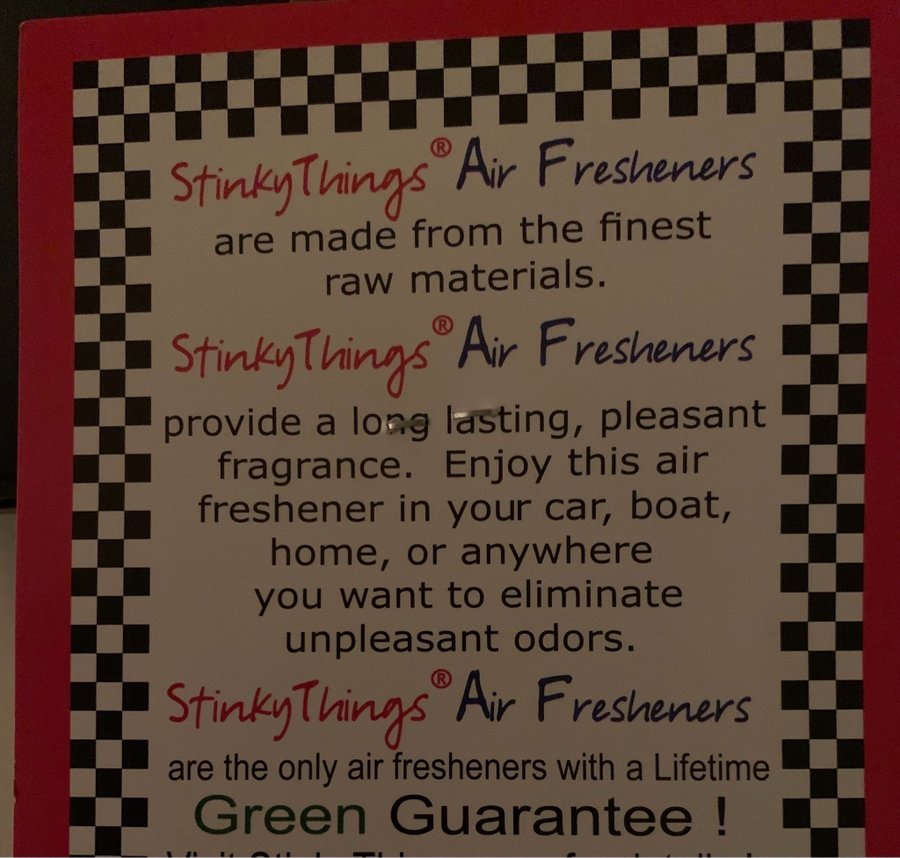 StinkyThings® Air Fresheners
are made from the finest
raw materials.
StinkyThings® Air Fresheners
provide a long lasting, pleasant
fragrance. Enjoy this air
freshener in your car, boat,
home, or anywhere
you want to eliminate
unpleasant odors.
StinkyThings® Air Fresheners
are the only air fresheners with a Lifetime
Green Guarantee !